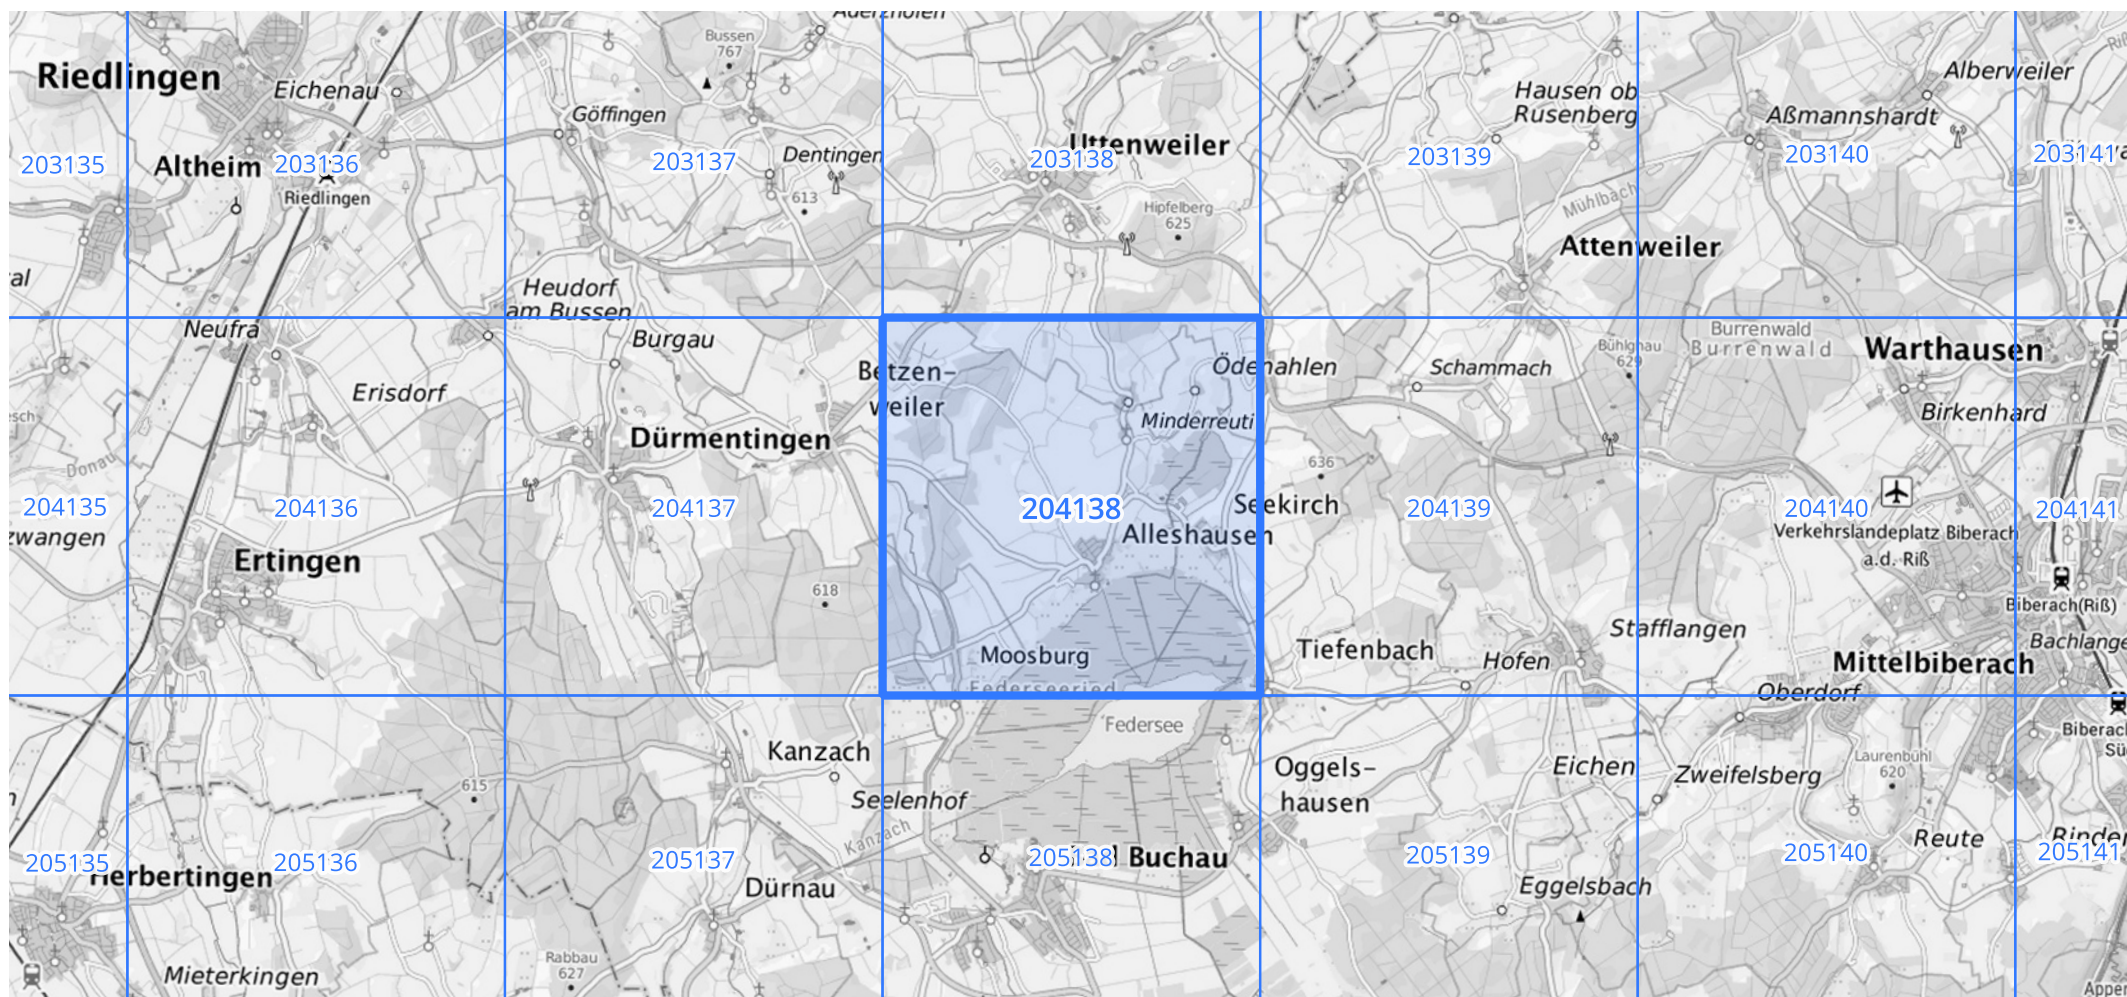 Riedlingen
Eichenau
Altheim
203135
203136
Riedlingen
Bussen
767
Göffingen
203137
Dentingen
613
Heudorf
am Bussen
Uttenweiler
203138
Hipfelberg
625
Hausen ob
Rusenberg
203139
Mühlbach
Attenweiler
Alberweiler
Aßmannshardt
203140
203141
Neufra
Erisdorf
Donau
204135
204136
zwangen
Ertingen
Burgau
Dürmentingen
204137
618
Betzen-
weiler
Ödenahlen
Minderreuti
204138
Seekirch
Alleshausen
Moosburg
Federseeried
Schammach
Bühlghau
629
636
204139
Tiefenbach
Hofen
Stafflangen
Burrenwald
Burrenwald
Warthausen
Birkenhard
204140
204141
Verkehrslandeplatz Biberach
a.d. Riß
Biberach(Riß)
Bachlange
Mittelbiberach
Oberdorf
615
205135
205136
Herbertingen
Mieterkingen
Kanzach
Seelenhof
Kanzach
205137
Dürnau
Rabbau
627
Federsee
205138
Buchau
Oggels-
hausen
Eichen
205139
Eggelsbach
Zweifelsberg
Laurenbühl
620
205140
Reute
205141